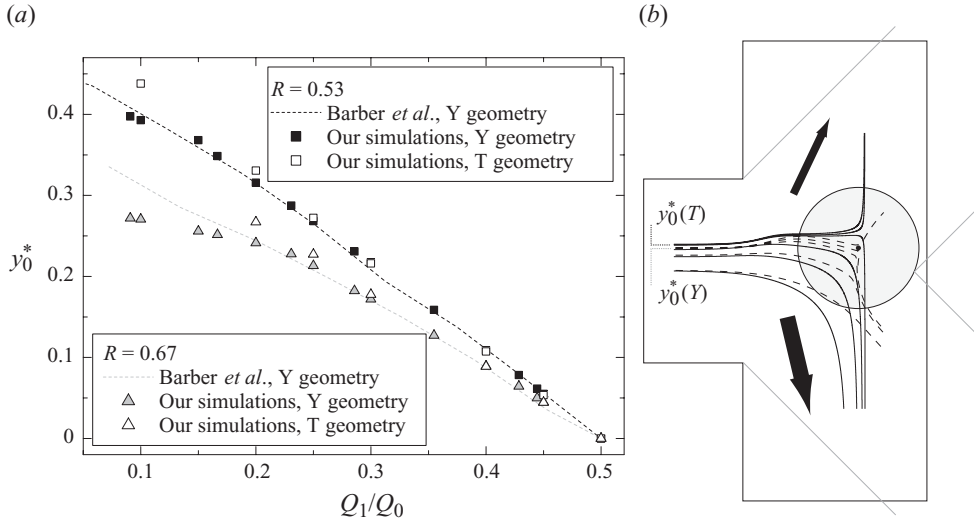 (a)
(b)
0.4
0.3
0.2
0.1
0
y₀*
R = 0.53
Barber et al., Y geometry
Our simulations, Y geometry
Our simulations, T geometry
R = 0.67
Barber et al., Y geometry
Our simulations, Y geometry
Our simulations, T geometry
0.1 0.2 0.3 0.4 0.5
Q₁/Q₀
y₀*(T)
y₀*(Y)